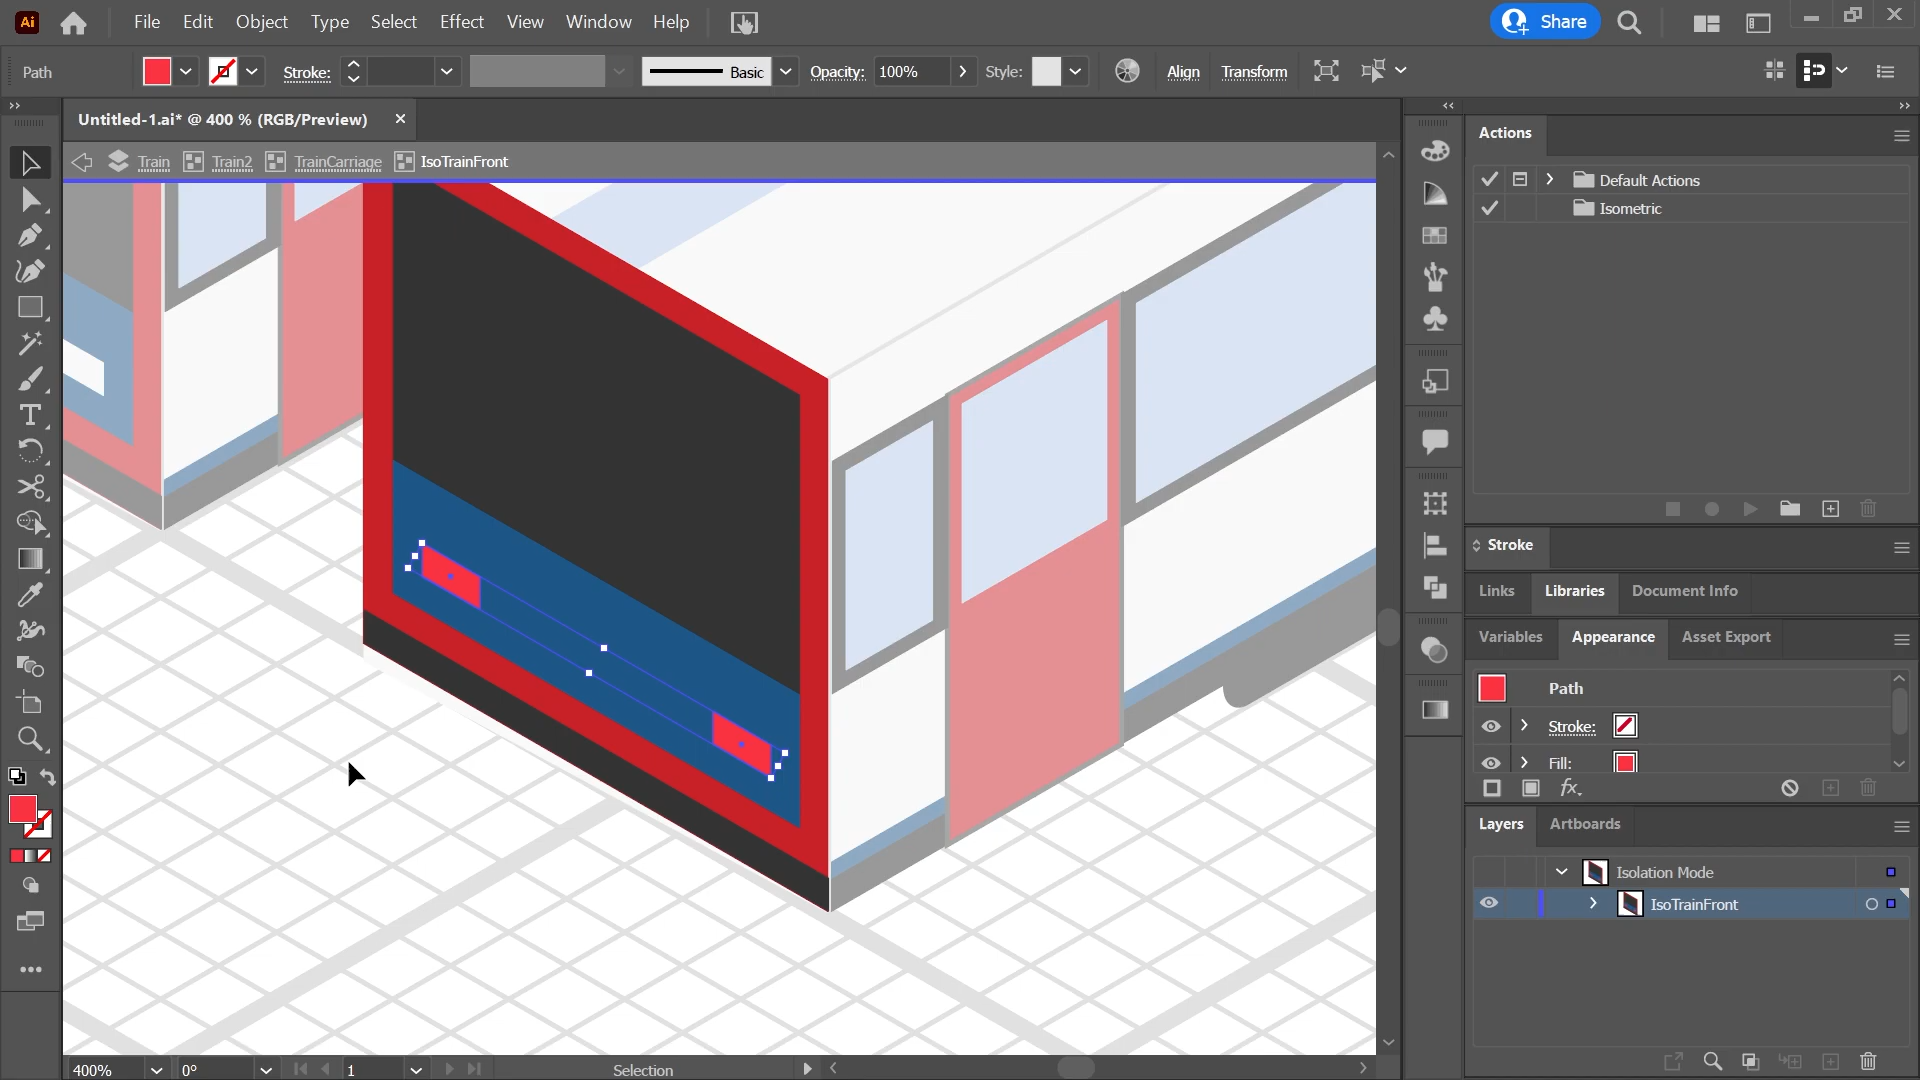 Ai File Edit Object Type Select Effect View Window Help Share
Path Stroke: Basic Opacity: 100% Style: Align Transform
Untitled-1.ai* @ 400 % (RGB/Preview)
Train Train2 TrainCarriage IsoTrainFront
Actions
Default Actions
Isometric
Stroke
Links Libraries Document Info
Variables Appearance Asset Export
Path
Stroke:
Fill:
fx.
Layers Artboards
Isolation Mode
IsoTrainFront
400% 0° 1 Selection